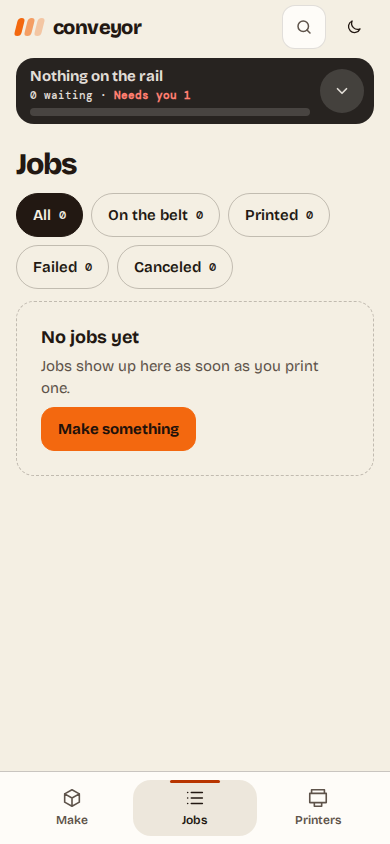 conveyor
Nothing on the rail
0 waiting · Needs you 1
Jobs
All 0
On the belt 0
Printed 0
Failed 0
Canceled 0
No jobs yet
Jobs show up here as soon as you print
one.
Make something
Make
Jobs
Printers